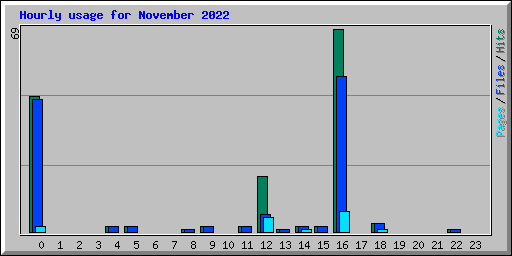 Hourly usage for November 2022
69
Pages/Files/Hits
0 1 2 3 4 5 6 7 8 9 10 11 12 13 14 15 16 17 18 19 20 21 22 23